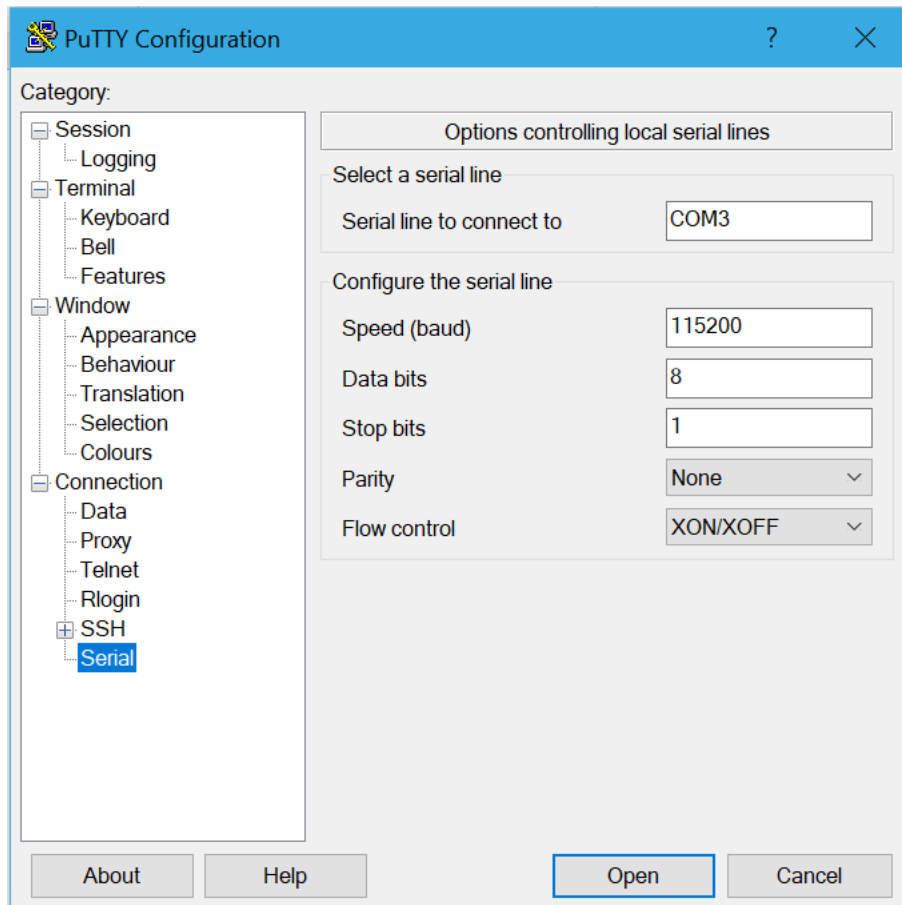 PuTTY Configuration
?
Category:
Session
Logging
Terminal
Keyboard
Bell
Features
Window
Appearance
Behaviour
Translation
Selection
Colours
Connection
Data
Proxy
Telnet
Rlogin
SSH
Serial
Options controlling local serial lines
Select a serial line
Serial line to connect to COM3
Configure the serial line
Speed (baud) 115200
Data bits 8
Stop bits 1
Parity None
Flow control XON/XOFF
About Help Open Cancel